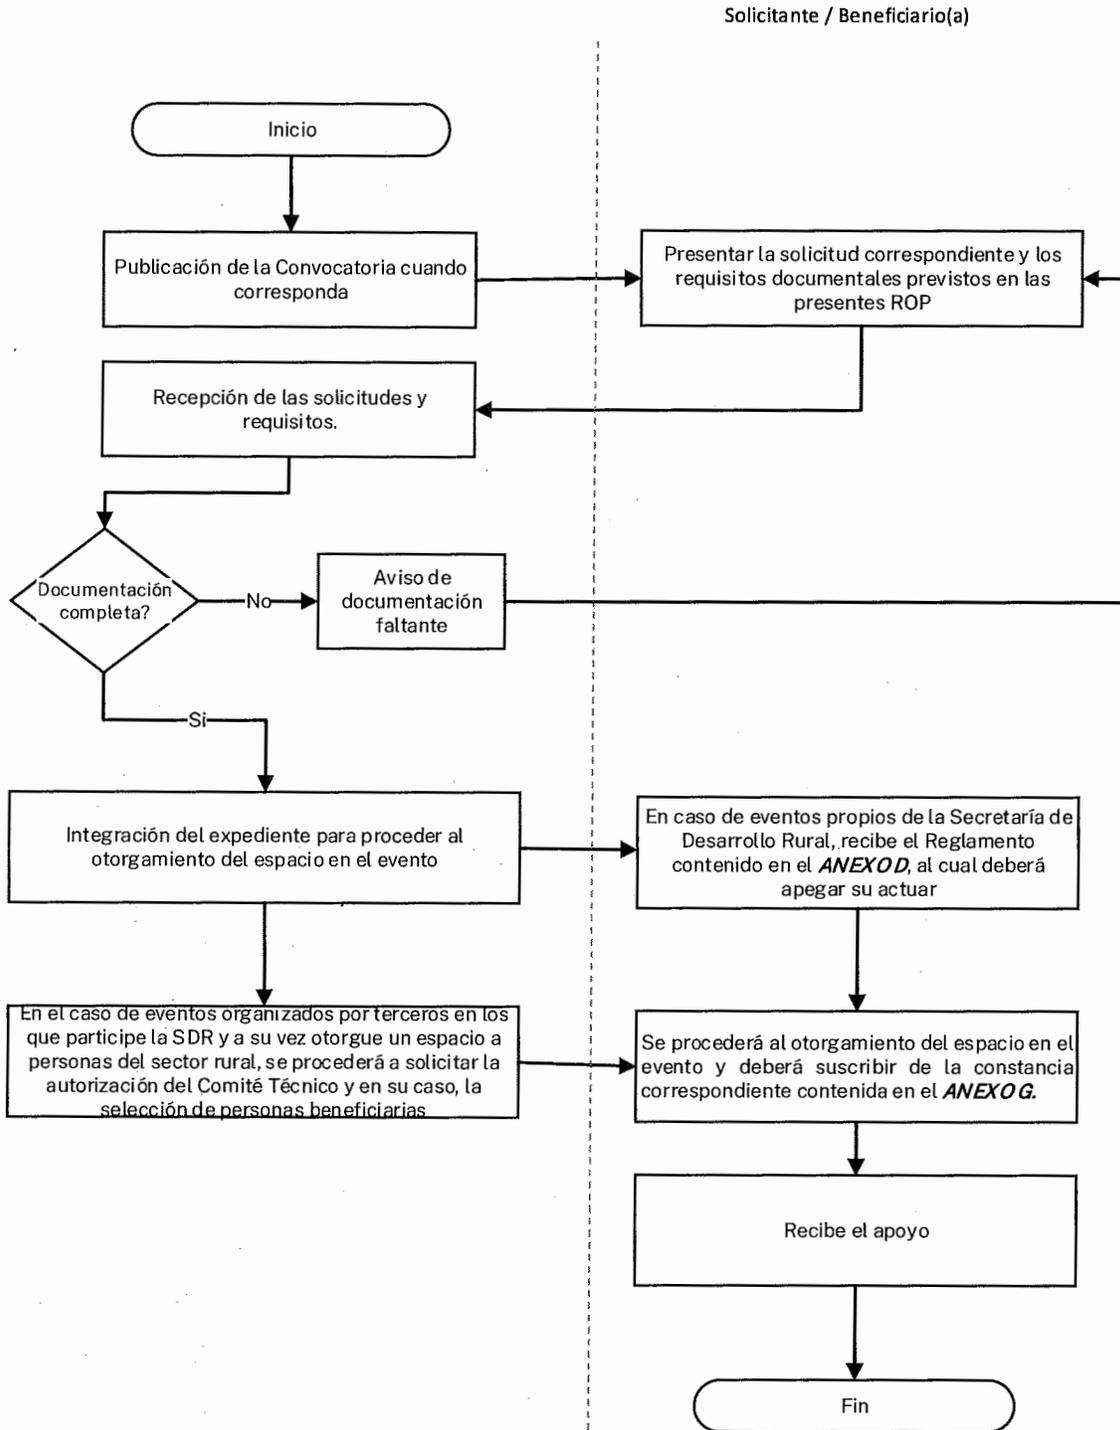 Solicitante / Beneficiario(a)
Inicio
Publicación de la Convocatoria cuando
corresponda
Presentar la solicitud correspondiente y los
requisitos documentales previstos en las
presentes ROP
Recepción de las solicitudes y
requisitos.
Documentación
completa?
No
Aviso de
documentación
faltante
Si
Integración del expediente para proceder al
otorgamiento del espacio en el evento
En caso de eventos propios de la Secretaría de
Desarrollo Rural, recibe el Reglamento
contenido en el ANEXO D, al cual deberá
apegar su actuar
En el caso de eventos organizados por terceros en los
que participe la SDR y a su vez otorgue un espacio a
personas del sector rural, se procederá a solicitar la
autorización del Comité Técnico y en su caso, la
selección de personas beneficiarias
Se procederá al otorgamiento del espacio en el
evento y deberá suscribir de la constancia
correspondiente contenida en el ANEXO G.
Recibe el apoyo
Fin